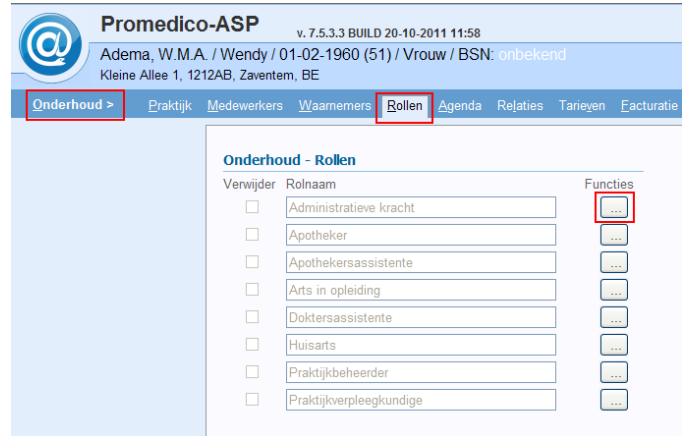 Promedico-ASP v. 7.5.3.3 BUILD 20-10-2011 11:58
Adema, W.M.A. / Wendy / 01-02-1960 (51) / Vrouw / BSN: onbekend
Kleine Allee 1, 1212AB, Zaventem, BE
Onderhoud > Praktijk Medewerkers Waarnemers Rollen Agenda Relaties Tarieven Facturatie
Onderhoud - Rollen
Verwijder Rolnaam Functies
Administratieve kracht ...
Apotheker ...
Apothekersassistente ...
Arts in opleiding ...
Doktersassistente ...
Huisarts ...
Praktijkbeheerder ...
Praktijkverpleegkundige ...